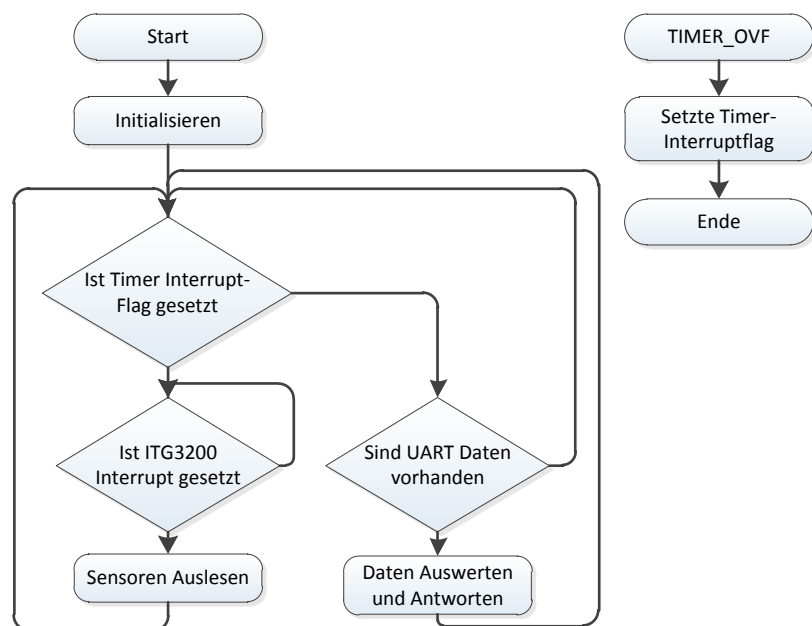 Start
Initialisieren
Ist Timer Interrupt-
Flag gesetzt
Ist ITG3200
Interrupt gesetzt
Sensoren Auslesen
Sind UART Daten
vorhanden
Daten Auswerten
und Antworten
TIMER_OVF
Setzte Timer-
Interruptflag
Ende